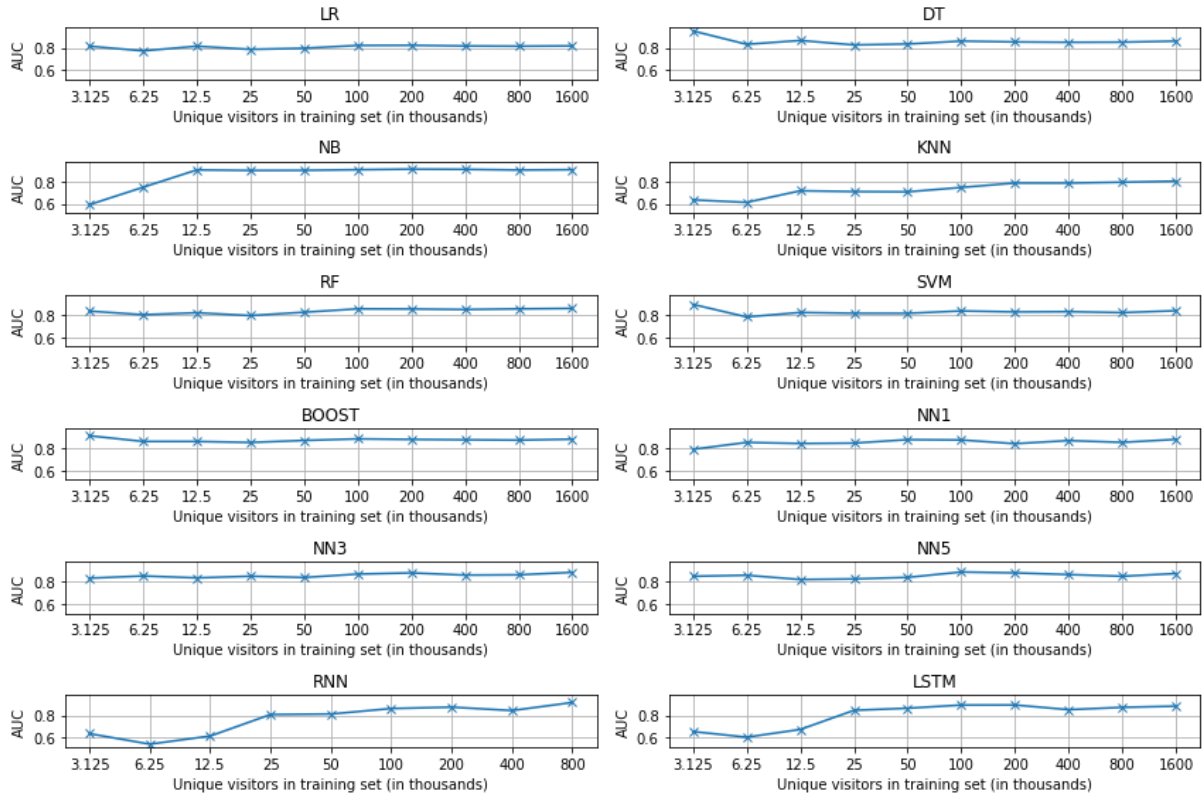 LR
AUC
0.8
0.6
3.125 6.25 12.5 25 50 100 200 400 800 1600
Unique visitors in training set (in thousands)
DT
AUC
0.8
0.6
3.125 6.25 12.5 25 50 100 200 400 800 1600
Unique visitors in training set (in thousands)
NB
AUC
0.8
0.6
3.125 6.25 12.5 25 50 100 200 400 800 1600
Unique visitors in training set (in thousands)
KNN
AUC
0.8
0.6
3.125 6.25 12.5 25 50 100 200 400 800 1600
Unique visitors in training set (in thousands)
RF
AUC
0.8
0.6
3.125 6.25 12.5 25 50 100 200 400 800 1600
Unique visitors in training set (in thousands)
SVM
AUC
0.8
0.6
3.125 6.25 12.5 25 50 100 200 400 800 1600
Unique visitors in training set (in thousands)
BOOST
AUC
0.8
0.6
3.125 6.25 12.5 25 50 100 200 400 800 1600
Unique visitors in training set (in thousands)
NN1
AUC
0.8
0.6
3.125 6.25 12.5 25 50 100 200 400 800 1600
Unique visitors in training set (in thousands)
NN3
AUC
0.8
0.6
3.125 6.25 12.5 25 50 100 200 400 800 1600
Unique visitors in training set (in thousands)
NN5
AUC
0.8
0.6
3.125 6.25 12.5 25 50 100 200 400 800 1600
Unique visitors in training set (in thousands)
RNN
AUC
0.8
0.6
3.125 6.25 12.5 25 50 100 200 400 800
Unique visitors in training set (in thousands)
LSTM
AUC
0.8
0.6
3.125 6.25 12.5 25 50 100 200 400 800 1600
Unique visitors in training set (in thousands)